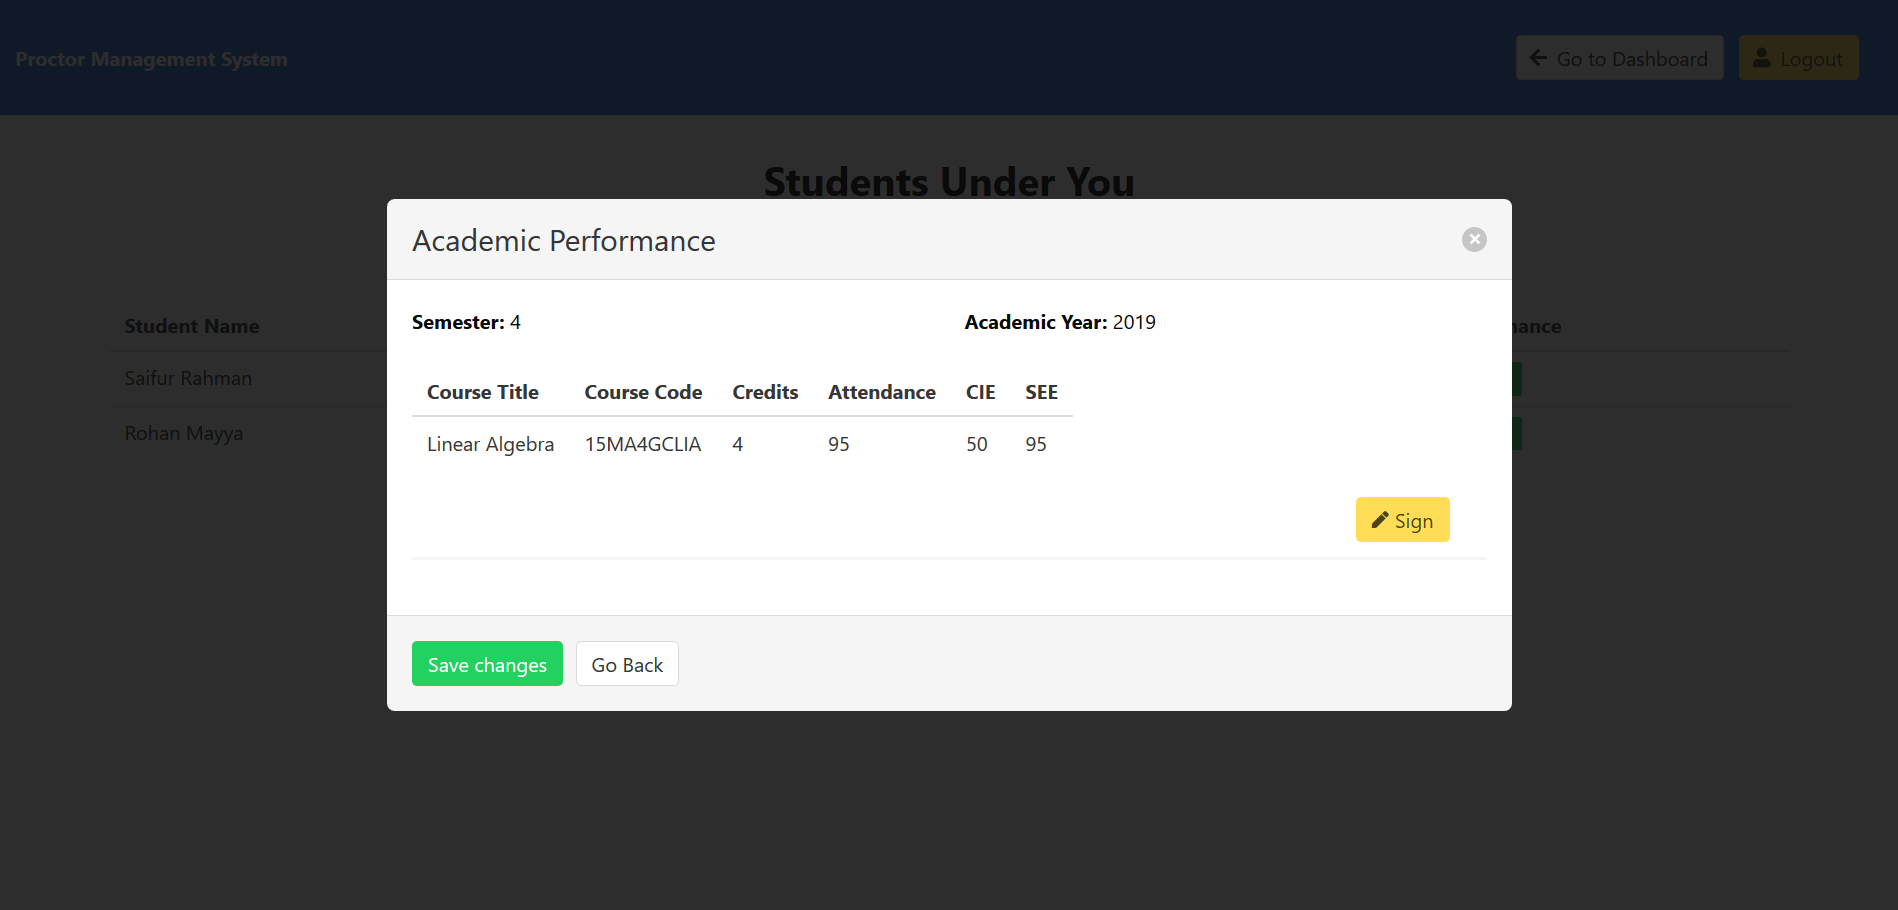 Proctor Management System
Go to Dashboard
Logout
Students Under You
Academic Performance
Semester: 4
Academic Year: 2019
Student Name
Course Title Course Code Credits Attendance CIE SEE
Saifur Rahman
Linear Algebra 15MA4GCLIA 4 95 50 95
Rohan Mayya
Sign
Save changes
Go Back